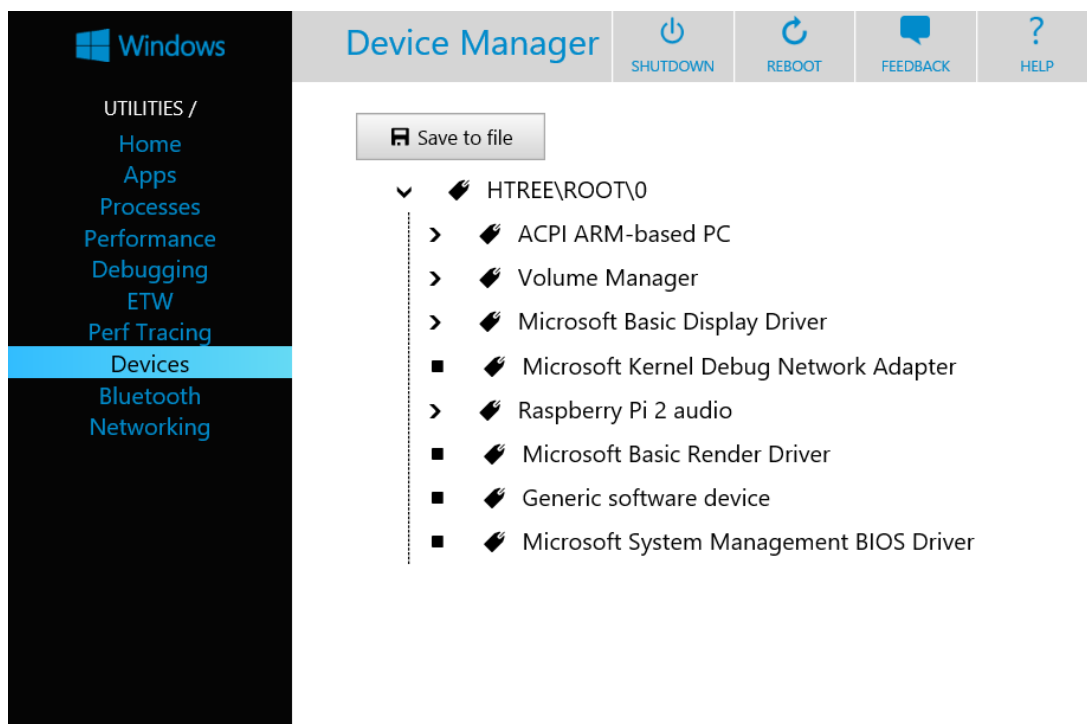 Windows
UTILITIES /
Home
Apps
Processes
Performance
Debugging
ETW
Perf Tracing
Devices
Bluetooth
Networking
Device Manager
SHUTDOWN
REBOOT
FEEDBACK
?
HELP
Save to file
HTREE\ROOT\0
ACPI ARM-based PC
Volume Manager
Microsoft Basic Display Driver
Microsoft Kernel Debug Network Adapter
Raspberry Pi 2 audio
Microsoft Basic Render Driver
Generic software device
Microsoft System Management BIOS Driver